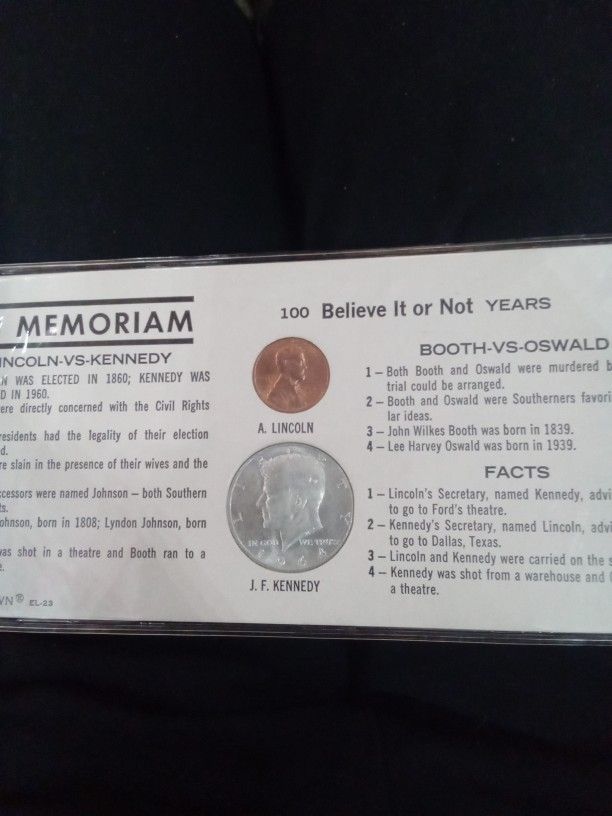 MEMORIAM
INCOLN-VS-KENNEDY
N WAS ELECTED IN 1860; KENNEDY WAS
D IN 1960.
ere directly concerned with the Civil Rights
residents had the legality of their election
d.
re slain in the presence of their wives and the
ccessors were named Johnson – both Southern
ts.
ohnson, born in 1808; Lyndon Johnson, born
was shot in a theatre and Booth ran to a
e.
WN® EL-23
100 Believe It or Not YEARS
A. LINCOLN
IN GOD WE TRUST
1964
J. F. KENNEDY
BOOTH-VS-OSWALD
1 – Both Booth and Oswald were murdered b
trial could be arranged.
2 – Booth and Oswald were Southerners favori
lar ideas.
3 – John Wilkes Booth was born in 1839.
4 – Lee Harvey Oswald was born in 1939.
FACTS
1 – Lincoln's Secretary, named Kennedy, advi
to go to Ford's theatre.
2 – Kennedy's Secretary, named Lincoln, advi
to go to Dallas, Texas.
3 – Lincoln and Kennedy were carried on the s
4 – Kennedy was shot from a warehouse and
a theatre.